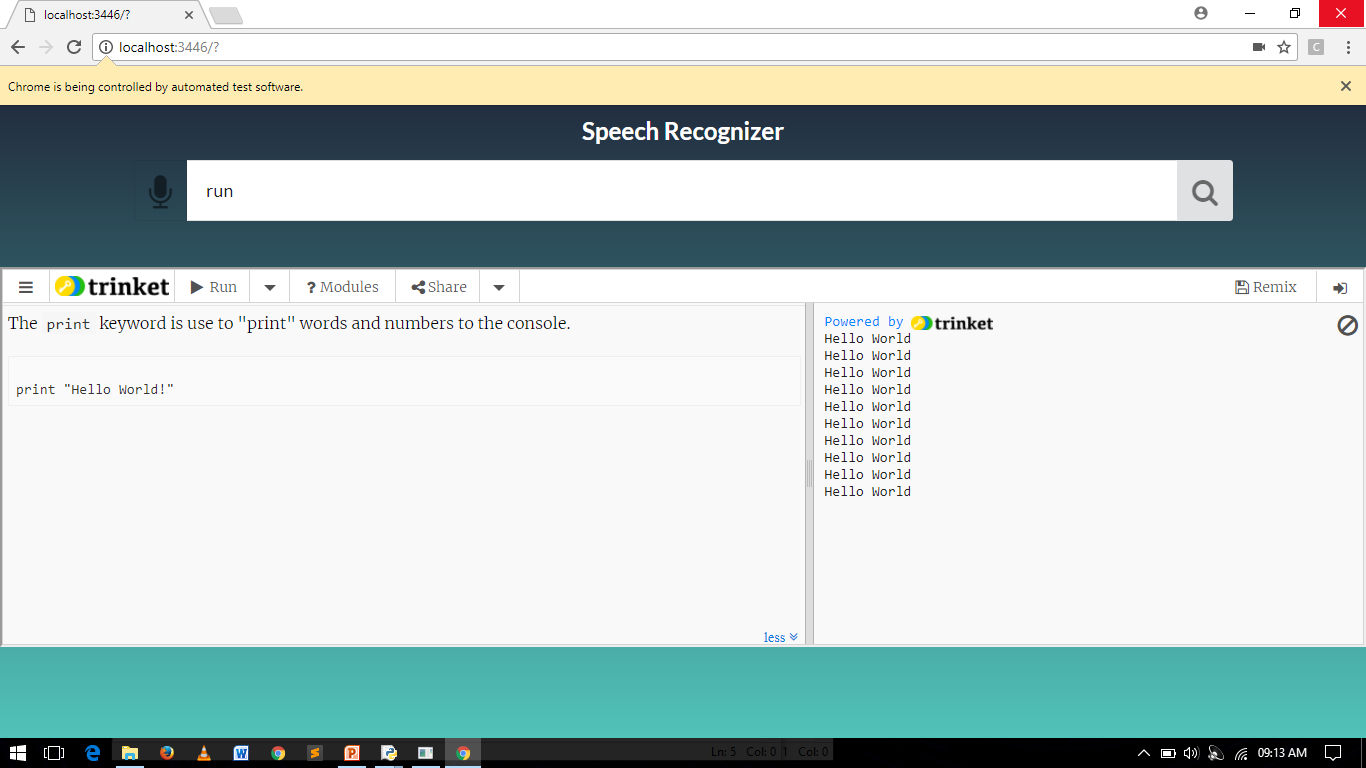 localhost:3446/?
localhost:3446/?
C
Chrome is being controlled by automated test software.
Speech Recognizer
run
trinket
Run
? Modules
Share
Remix
The print keyword is use to "print" words and numbers to the console.
print "Hello World!"
less
Powered by trinket
Hello World
Hello World
Hello World
Hello World
Hello World
Hello World
Hello World
Hello World
Hello World
Hello World
Ln: 5 Col: 0 1 Col: 0
09:13 AM